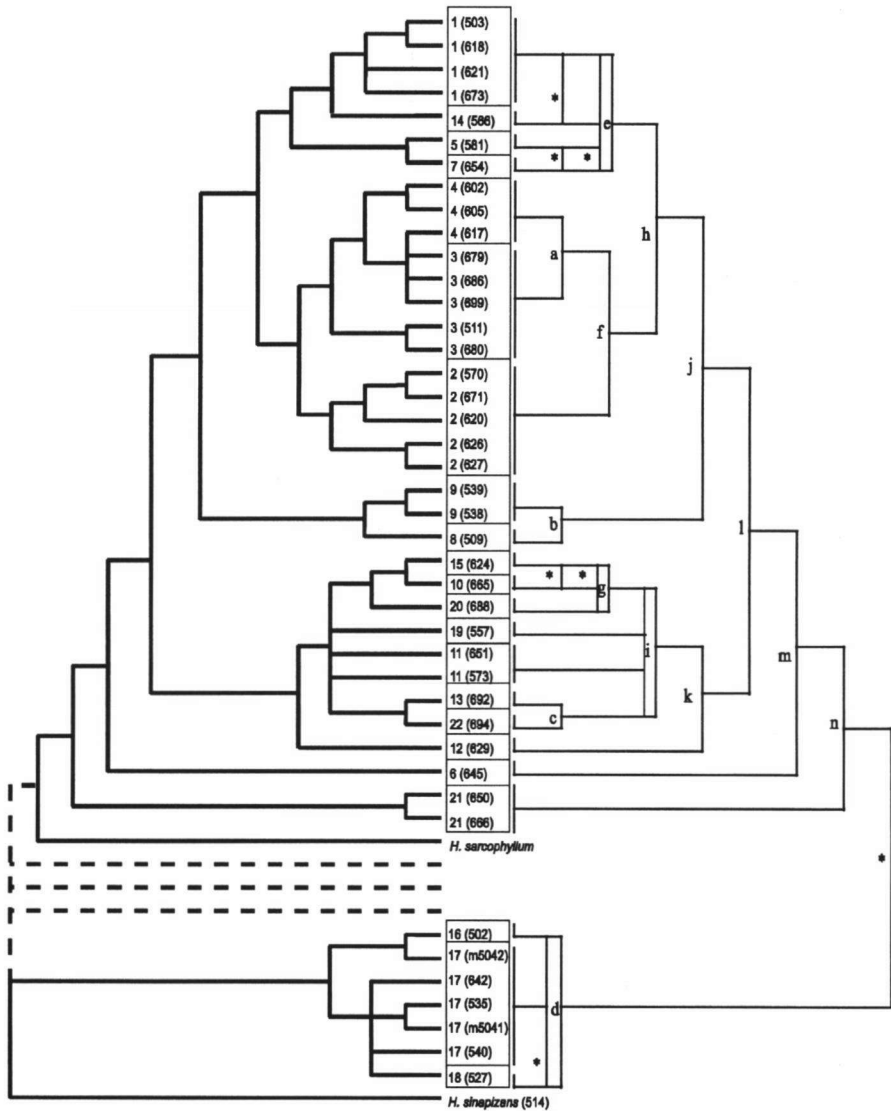 1 (503)
1 (618)
1 (621)
1 (673)
*
14 (586)
e
5 (581)
* *
7 (654)
4 (602)
4 (605)
4 (617)
h
a
3 (679)
3 (686)
3 (699)
3 (511)
f
3 (680)
j
2 (570)
2 (671)
2 (620)
2 (626)
2 (627)
9 (539)
9 (538)
b
l
8 (509)
15 (624)
* *
10 (665)
g
20 (688)
19 (557)
11 (651)
i
m
11 (573)
13 (692)
k
c
22 (694)
n
12 (629)
6 (645)
21 (650)
21 (666)
H. sarcophyllum
*
16 (502)
17 (m5042)
17 (642)
17 (535)
d
17 (m5041)
17 (540)
*
18 (527)
H. sinapizans (514)